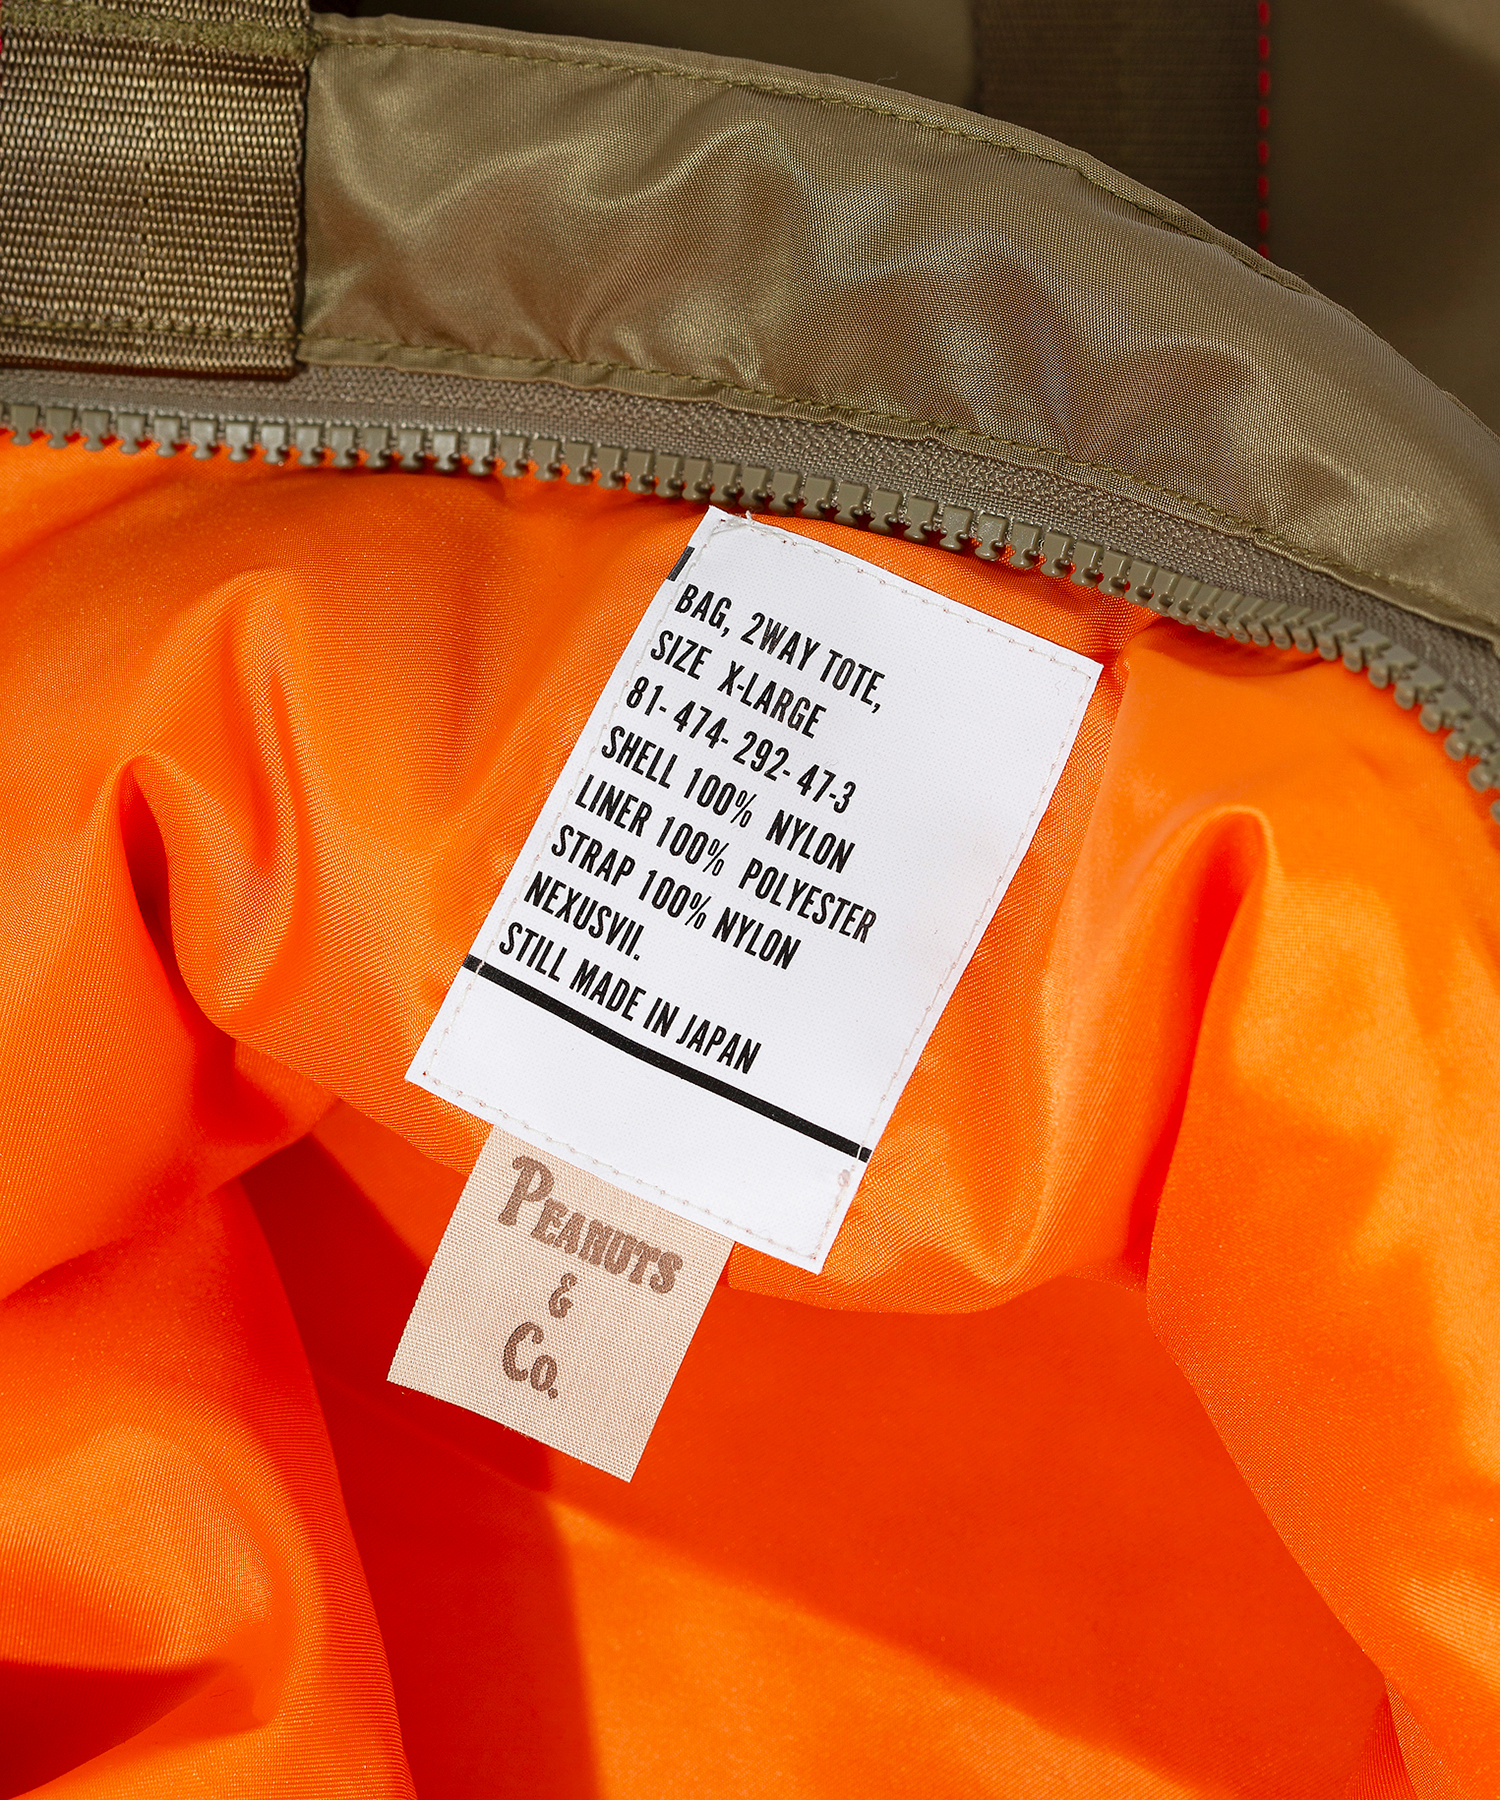 BAG, 2WAY TOTE,
SIZE X-LARGE
81-474-292-47-3
SHELL 100% NYLON
LINER 100% POLYESTER
STRAP 100% NYLON
NEXUSVII.
STILL MADE IN JAPAN
PEANUTS
&
Co.